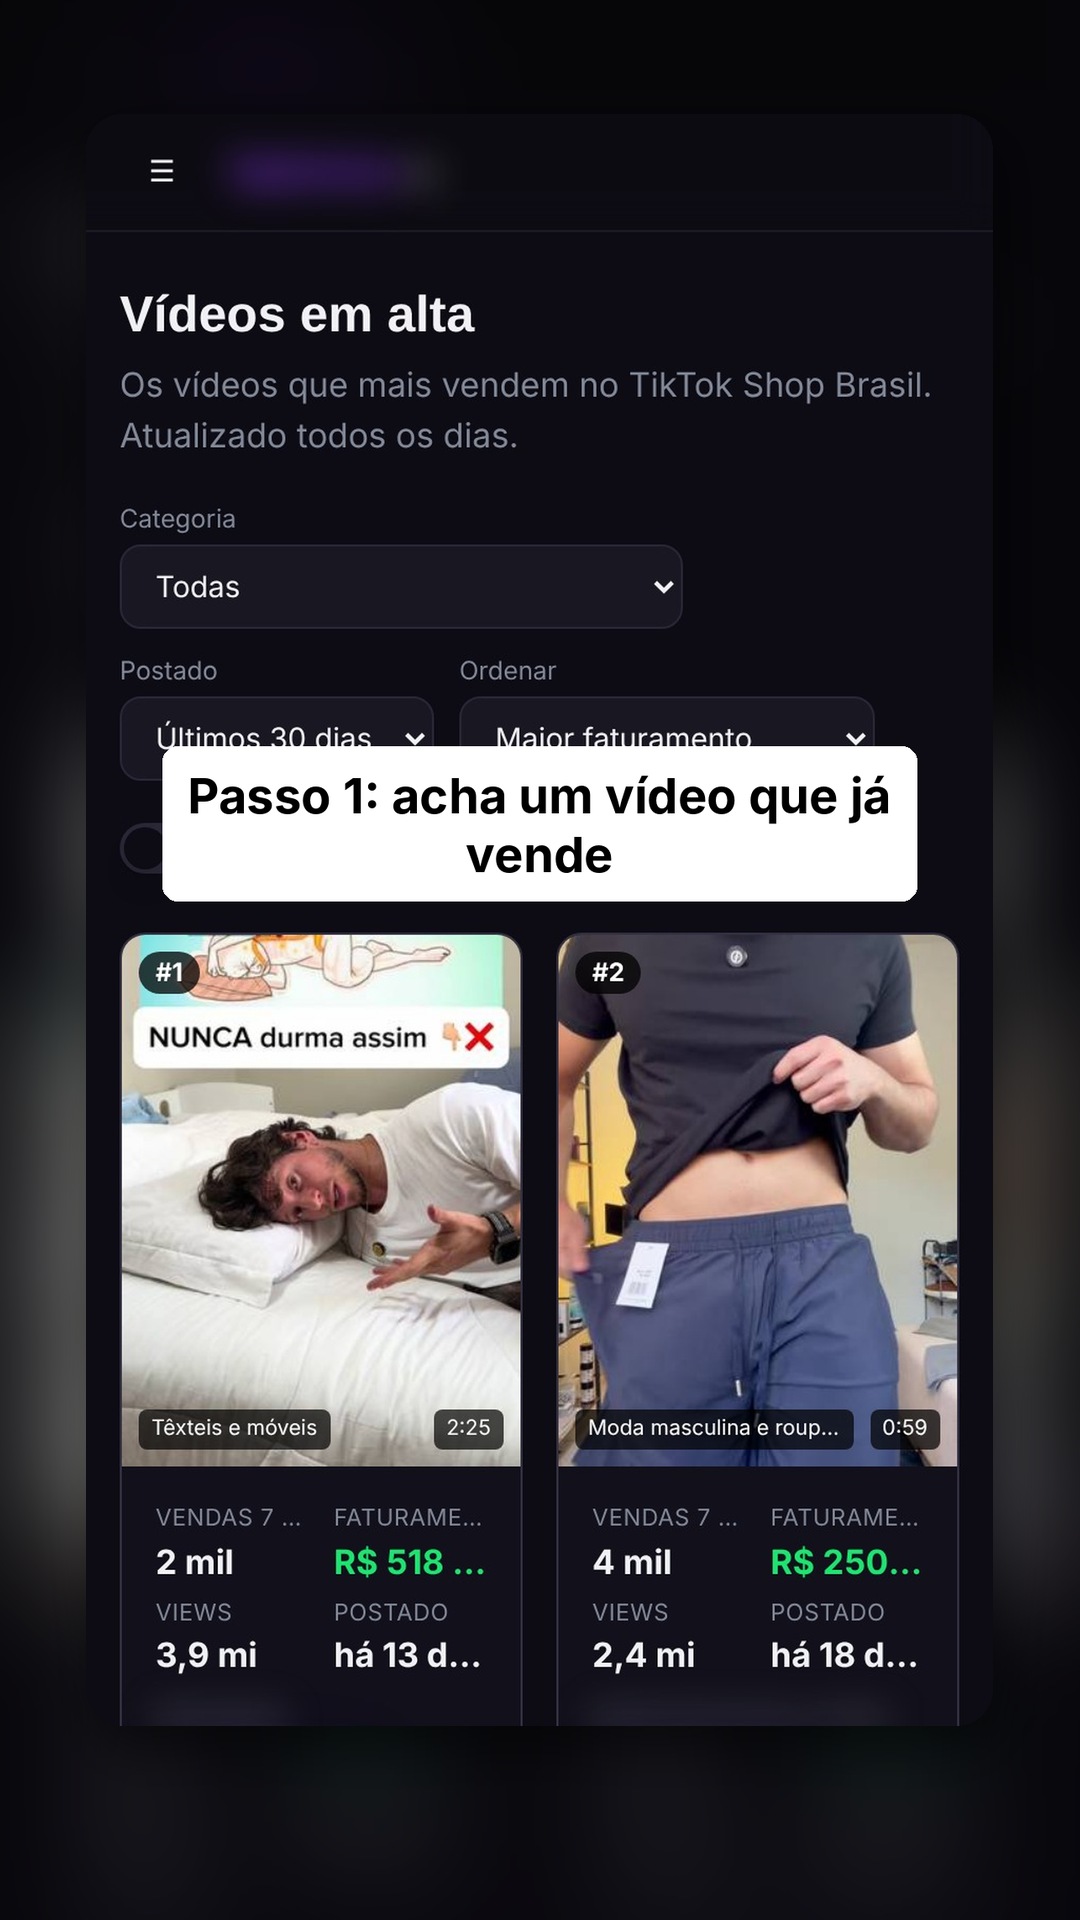 Vídeos em alta
Os vídeos que mais vendem no TikTok Shop Brasil.
Atualizado todos os dias.
Categoria
Todas
Postado
Ordenar
Últimos 30 dias
Maior faturamento
Passo 1: acha um vídeo que já
vende
#1
NUNCA durma assim 👇🏻❌
Têxteis e móveis
2:25
VENDAS 7 ...
FATURAME...
2 mil
R$ 518 ...
VIEWS
POSTADO
3,9 mi
há 13 d...
#2
Moda masculina e roup...
0:59
VENDAS 7 ...
FATURAME...
4 mil
R$ 250...
VIEWS
POSTADO
2,4 mi
há 18 d...